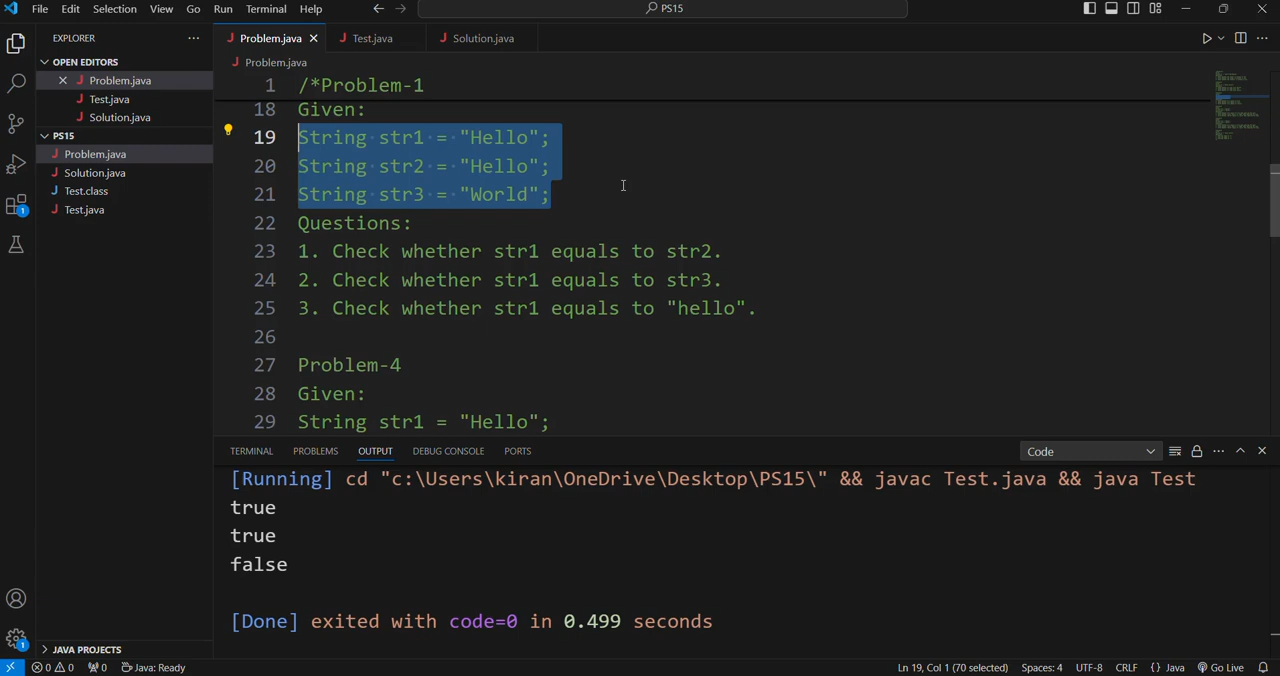 File Edit Selection View Go Run Terminal Help
PS15
EXPLORER
OPEN EDITORS
Problem.java
Test.java
Solution.java
PS15
Problem.java
Solution.java
Test.class
Test.java
JAVA PROJECTS
Problem.java
Test.java
Solution.java
Problem.java
1 /*Problem-1
18 Given:
19 String str1 = "Hello";
20 String str2 = "Hello";
21 String str3 = "World";
22 Questions:
23 1. Check whether str1 equals to str2.
24 2. Check whether str1 equals to str3.
25 3. Check whether str1 equals to "hello".
26
27 Problem-4
28 Given:
29 String str1 = "Hello";
TERMINAL PROBLEMS OUTPUT DEBUG CONSOLE PORTS
Code
[Running] cd "c:\Users\kiran\OneDrive\Desktop\PS15\" && javac Test.java && java Test
true
true
false
[Done] exited with code=0 in 0.499 seconds
1
1
0 0 0 Java: Ready
Ln 19, Col 1 (70 selected) Spaces: 4 UTF-8 CRLF {} Java Go Live